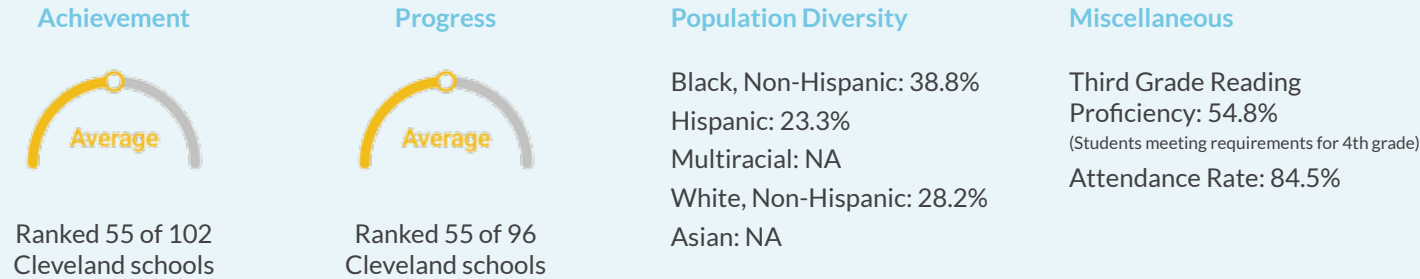 Achievement
Average
Ranked 55 of 102
Cleveland schools
Progress
Average
Ranked 55 of 96
Cleveland schools
Population Diversity
Black, Non-Hispanic: 38.8%
Hispanic: 23.3%
Multiracial: NA
White, Non-Hispanic: 28.2%
Asian: NA
Miscellaneous
Third Grade Reading
Proficiency: 54.8%
(Students meeting requirements for 4th grade)
Attendance Rate: 84.5%